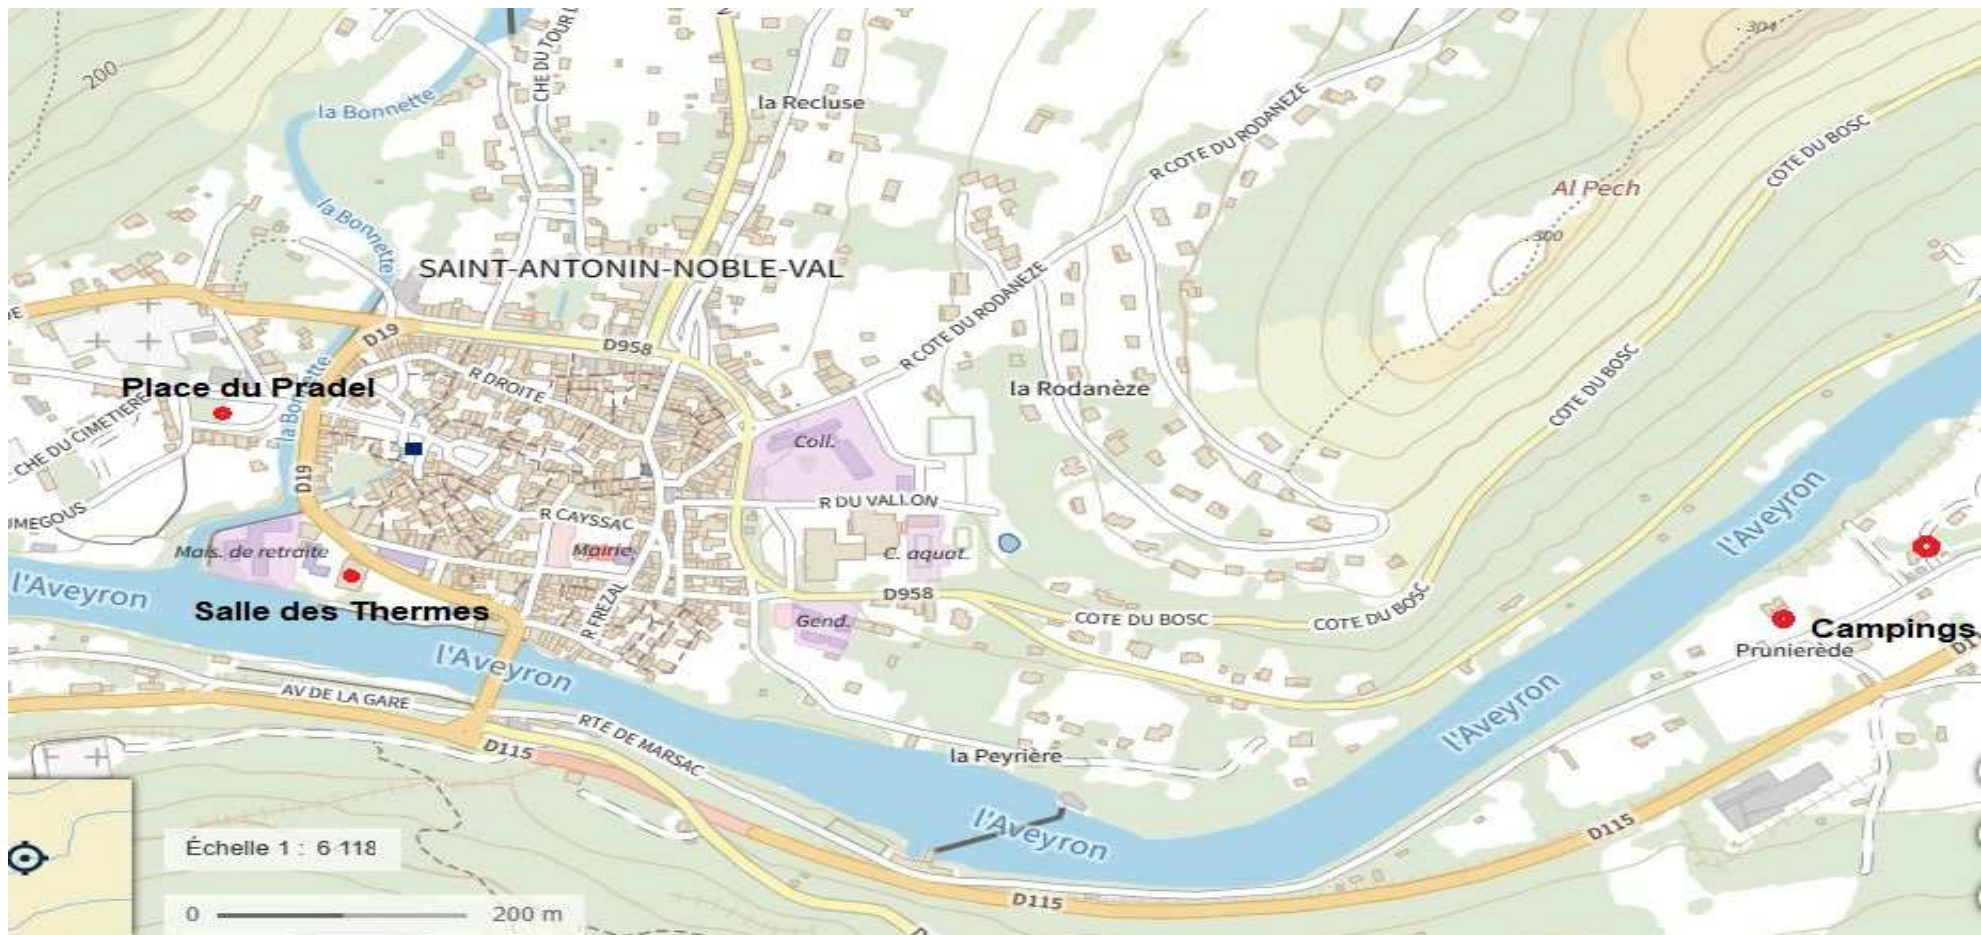 304
200
CHE DU TOUR
la Bonnette
la Recluse
R COTE DU RODANEZE
COTE DU BOSC
Al Pech
300
la Bonnette
SAINT-ANTONIN-NOBLE-VAL
R COTE DU RODANEZE
D19
D958
Place du Pradel
R DROITE
la Rodanèze
COTE DU BOSC
CHE DU CIMETIERE
la Bonnette
Coll.
D19
R DU VALLON
l'Aveyron
R CAYSSAC
Mais. de retraite
Mairie
C. aquat.
l'Aveyron
Salle des Thermes
R FREZAL
D958
Gend.
COTE DU BOSC
COTE DU BOSC
Campings
Prunierède
l'Aveyron
l'Aveyron
AV DE LA GARE
RTE DE MARSAC
D115
la Peyrière
l'Aveyron
D115
Échelle 1 : 6 118
D115
0
200 m